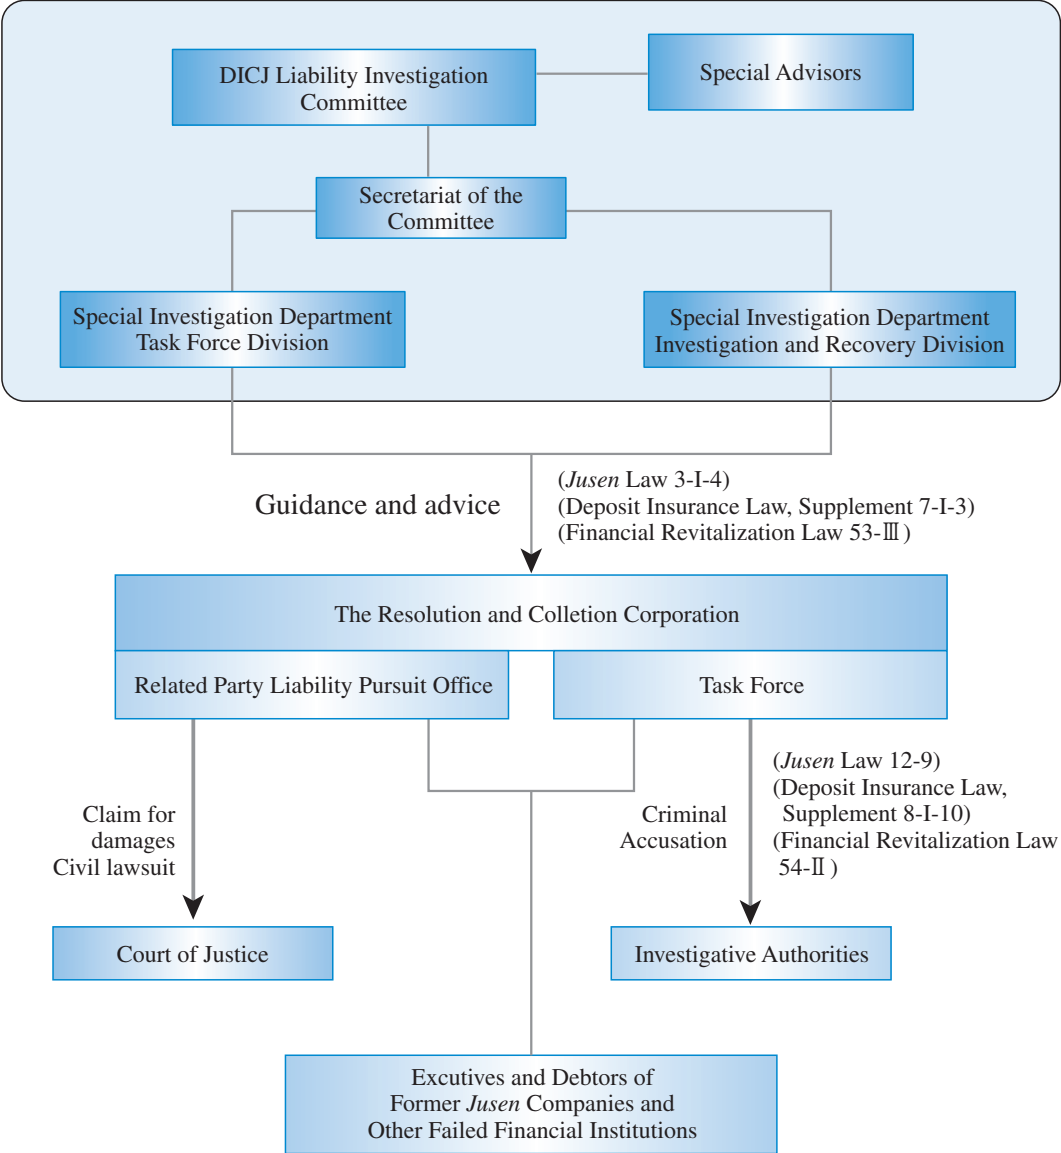 DICJ Liability Investigation
Committee
Special Advisors
Secretariat of the
Committee
Special Investigation Department
Task Force Division
Special Investigation Department
Investigation and Recovery Division
Guidance and advice
(Jusen Law 3-I-4)
(Deposit Insurance Law, Supplement 7-I-3)
(Financial Revitalization Law 53-Ⅲ)
The Resolution and Colletion Corporation
Related Party Liability Pursuit Office
Task Force
Claim for
damages
Civil lawsuit
Criminal
Accusation
(Jusen Law 12-9)
(Deposit Insurance Law,
Supplement 8-I-10)
(Financial Revitalization Law
54-Ⅱ)
Court of Justice
Investigative Authorities
Excutives and Debtors of
Former Jusen Companies and
Other Failed Financial Institutions